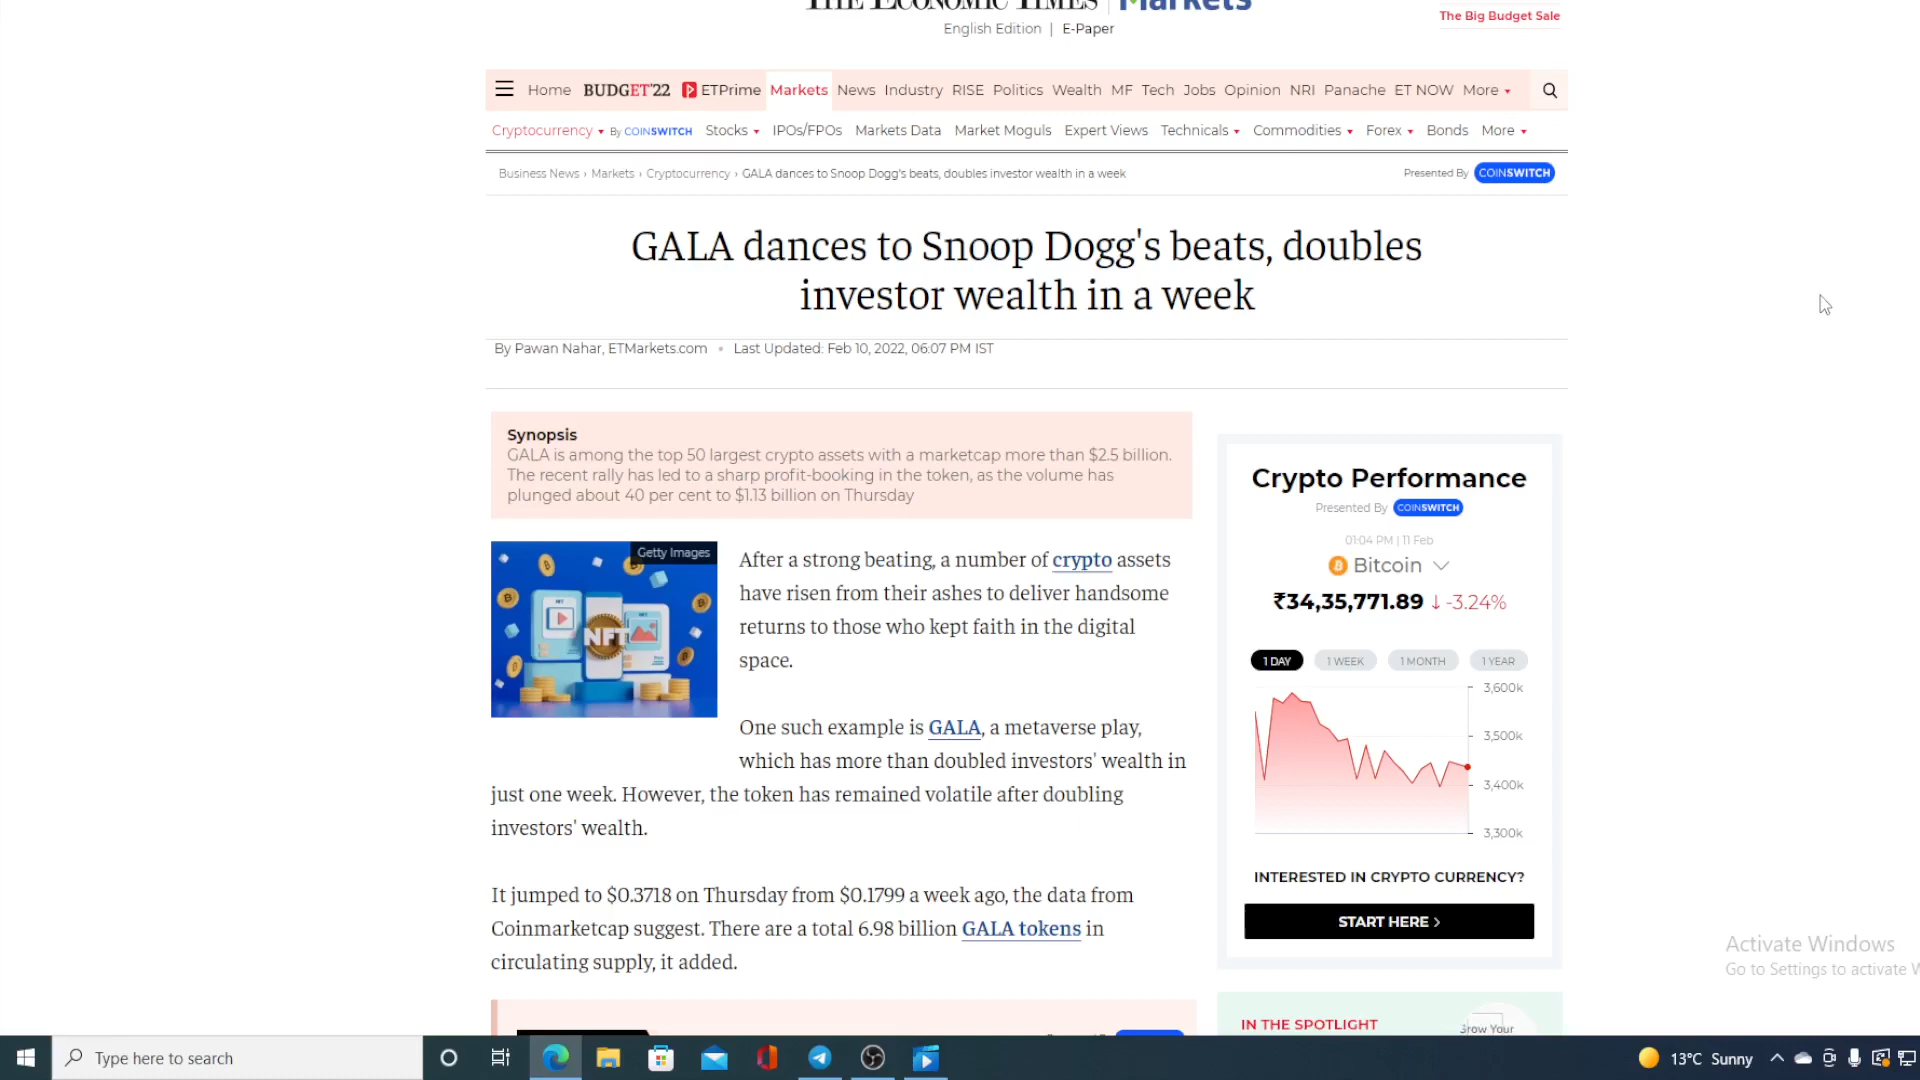 THE ECONOMIC TIMES | Markets
English Edition | E-Paper
The Big Budget Sale
Home BUDGET'22 ETPrime Markets News Industry RISE Politics Wealth MF Tech Jobs Opinion NRI Panache ET NOW More
Cryptocurrency By COINSWITCH Stocks IPOs/FPOs Markets Data Market Moguls Expert Views Technicals Commodities Forex Bonds More
Business News › Markets › Cryptocurrency › GALA dances to Snoop Dogg's beats, doubles investor wealth in a week
Presented By COINSWITCH
GALA dances to Snoop Dogg's beats, doubles
investor wealth in a week
By Pawan Nahar, ETMarkets.com • Last Updated: Feb 10, 2022, 06:07 PM IST
Synopsis
GALA is among the top 50 largest crypto assets with a marketcap more than $2.5 billion.
The recent rally has led to a sharp profit-booking in the token, as the volume has
plunged about 40 per cent to $1.13 billion on Thursday
Getty Images
NFT
After a strong beating, a number of crypto assets
have risen from their ashes to deliver handsome
returns to those who kept faith in the digital
space.
One such example is GALA, a metaverse play,
which has more than doubled investors' wealth in
just one week. However, the token has remained volatile after doubling
investors' wealth.
It jumped to $0.3718 on Thursday from $0.1799 a week ago, the data from
Coinmarketcap suggest. There are a total 6.98 billion GALA tokens in
circulating supply, it added.
Crypto Performance
Presented By COINSWITCH
01:04 PM | 11 Feb
Bitcoin
₹34,35,771.89 ↓ -3.24%
1 DAY 1 WEEK 1 MONTH 1 YEAR
3,600k
3,500k
3,400k
3,300k
INTERESTED IN CRYPTO CURRENCY?
START HERE ›
IN THE SPOTLIGHT
Grow Your
Activate Windows
Go to Settings to activate W
Type here to search
13°C Sunny